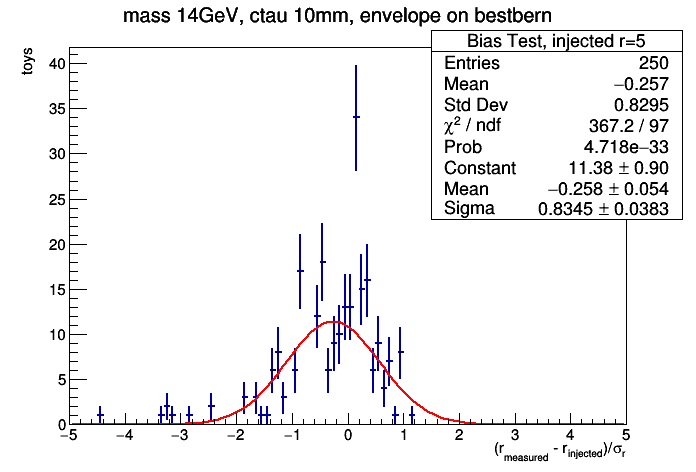 mass 14GeV, ctau 10mm, envelope on bestbern
Bias Test, injected r=5
Entries 250
Mean −0.257
Std Dev 0.8295
χ² / ndf 367.2 / 97
Prob 4.718e−33
Constant 11.38 ± 0.90
Mean −0.258 ± 0.054
Sigma 0.8345 ± 0.0383
toys
40
35
30
25
20
15
10
5
0
−5 −4 −3 −2 −1 0 1 2 3 4 5
(r_measured - r_injected)/σ_r